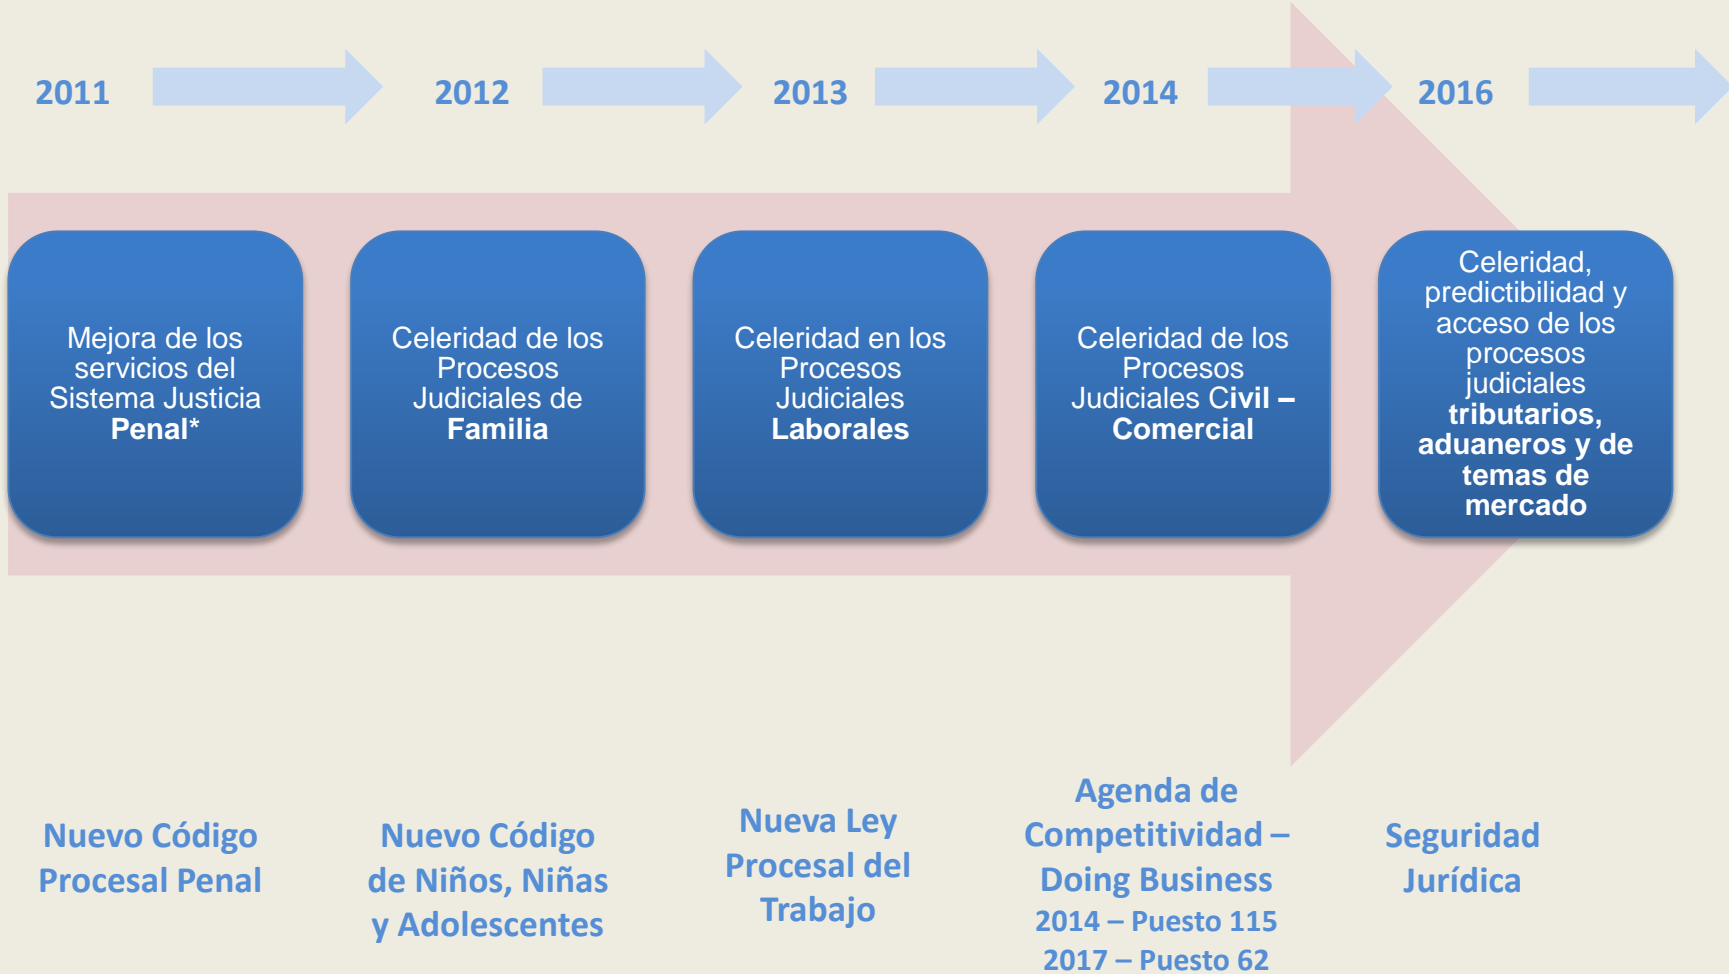 2011
2012
2013
2014
2016
Mejora de los
servicios del
Sistema Justicia
Penal*
Celeridad de los
Procesos
Judiciales de
Familia
Celeridad en los
Procesos
Judiciales
Laborales
Celeridad de los
Procesos
Judiciales Civil –
Comercial
Celeridad,
predictibilidad y
acceso de los
procesos
judiciales
tributarios,
aduaneros y de
temas de
mercado
Nuevo Código
Procesal Penal
Nuevo Código
de Niños, Niñas
y Adolescentes
Nueva Ley
Procesal del
Trabajo
Agenda de
Competitividad –
Doing Business
2014 – Puesto 115
2017 – Puesto 62
Seguridad
Jurídica